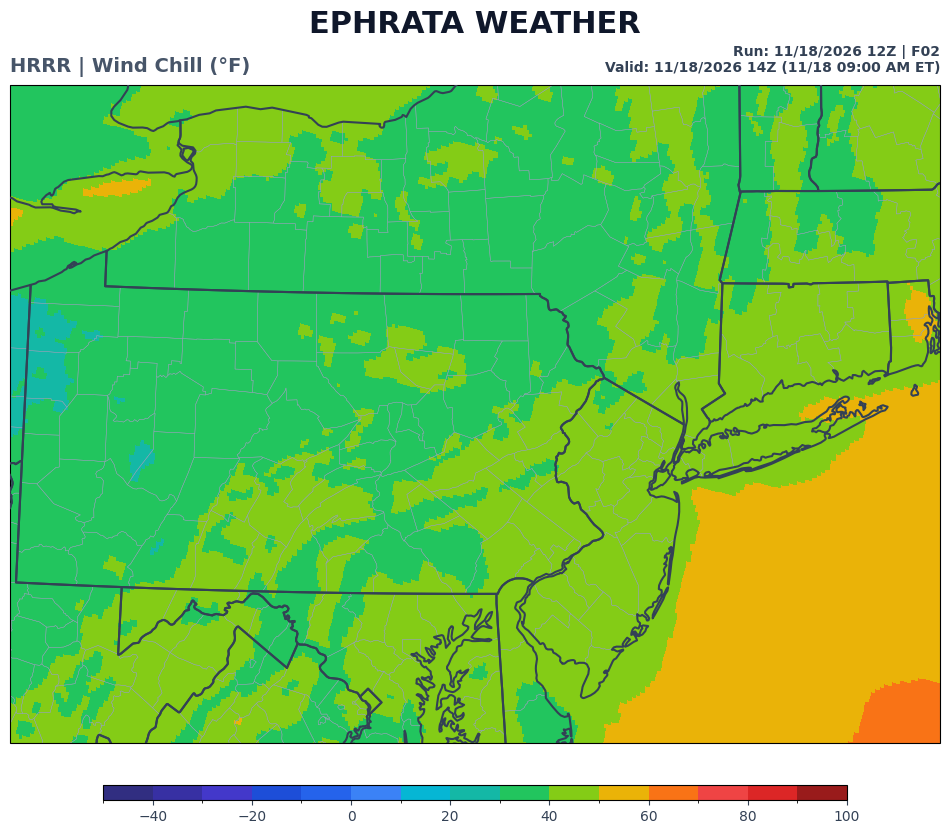 EPHRATA WEATHER
HRRR | Wind Chill (°F)
Run: 11/18/2026 12Z | F02
Valid: 11/18/2026 14Z (11/18 09:00 AM ET)
−40 −20 0 20 40 60 80 100